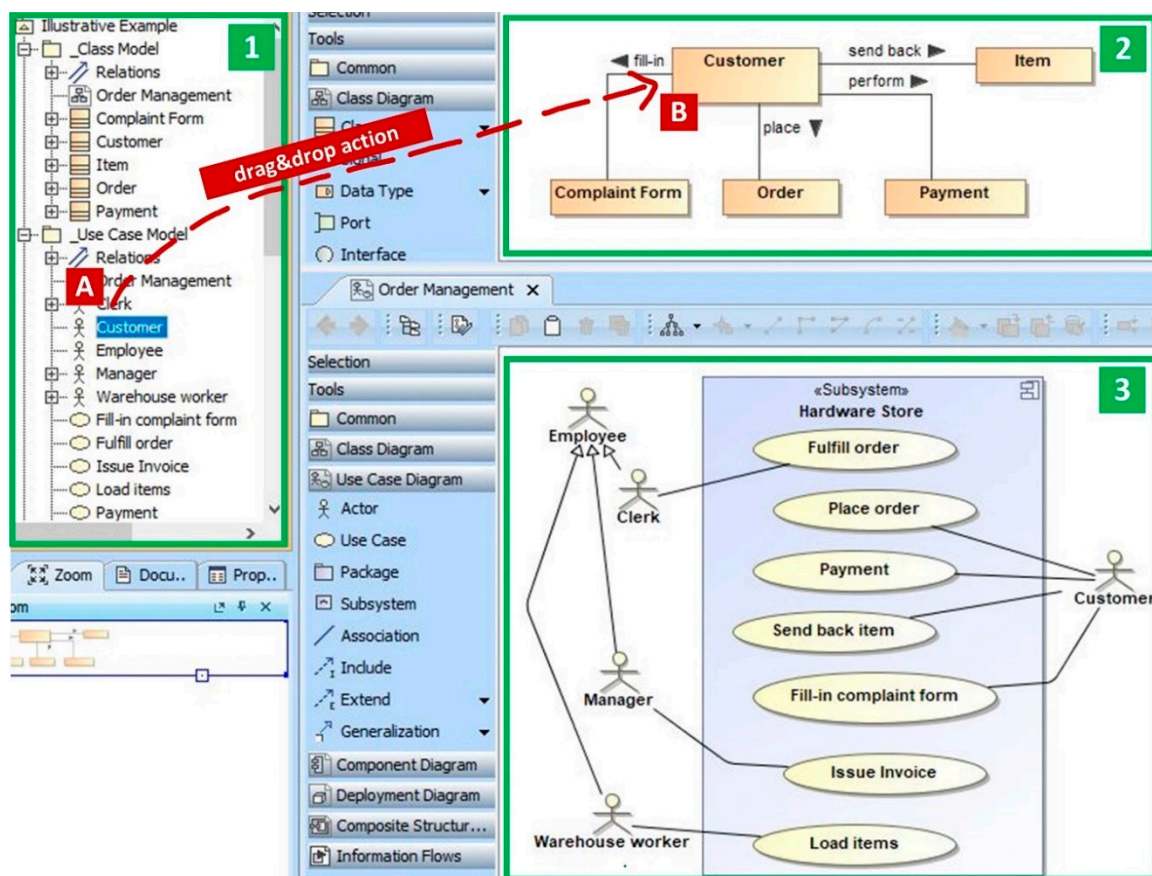 Illustrative Example
_Class Model
Relations
Order Management
Complaint Form
Customer
Item
Order
Payment
_Use Case Model
Relations
Order Management
Clerk
Customer
Employee
Manager
Warehouse worker
Fill-in complaint form
Fulfill order
Issue Invoice
Load items
Payment
1
A
drag&drop action
B
Zoom
Docu..
Prop..
om
Tools
Common
Class Diagram
Data Type
Port
Interface
2
fill-in
Customer
send back
Item
perform
place
Complaint Form
Order
Payment
Order Management
Selection
Tools
Common
Class Diagram
Use Case Diagram
Actor
Use Case
Package
Subsystem
Association
Include
Extend
Generalization
Component Diagram
Deployment Diagram
Composite Structur...
Information Flows
3
«Subsystem»
Hardware Store
Employee
Fulfill order
Clerk
Place order
Payment
Customer
Send back item
Manager
Fill-in complaint form
Issue Invoice
Warehouse worker
Load items